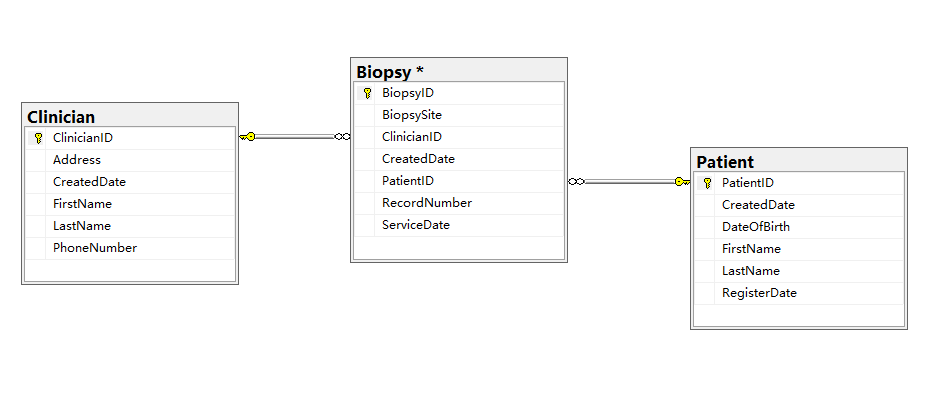 Clinician
ClinicianID
Address
CreatedDate
FirstName
LastName
PhoneNumber
Biopsy *
BiopsyID
BiopsySite
ClinicianID
CreatedDate
PatientID
RecordNumber
ServiceDate
Patient
PatientID
CreatedDate
DateOfBirth
FirstName
LastName
RegisterDate